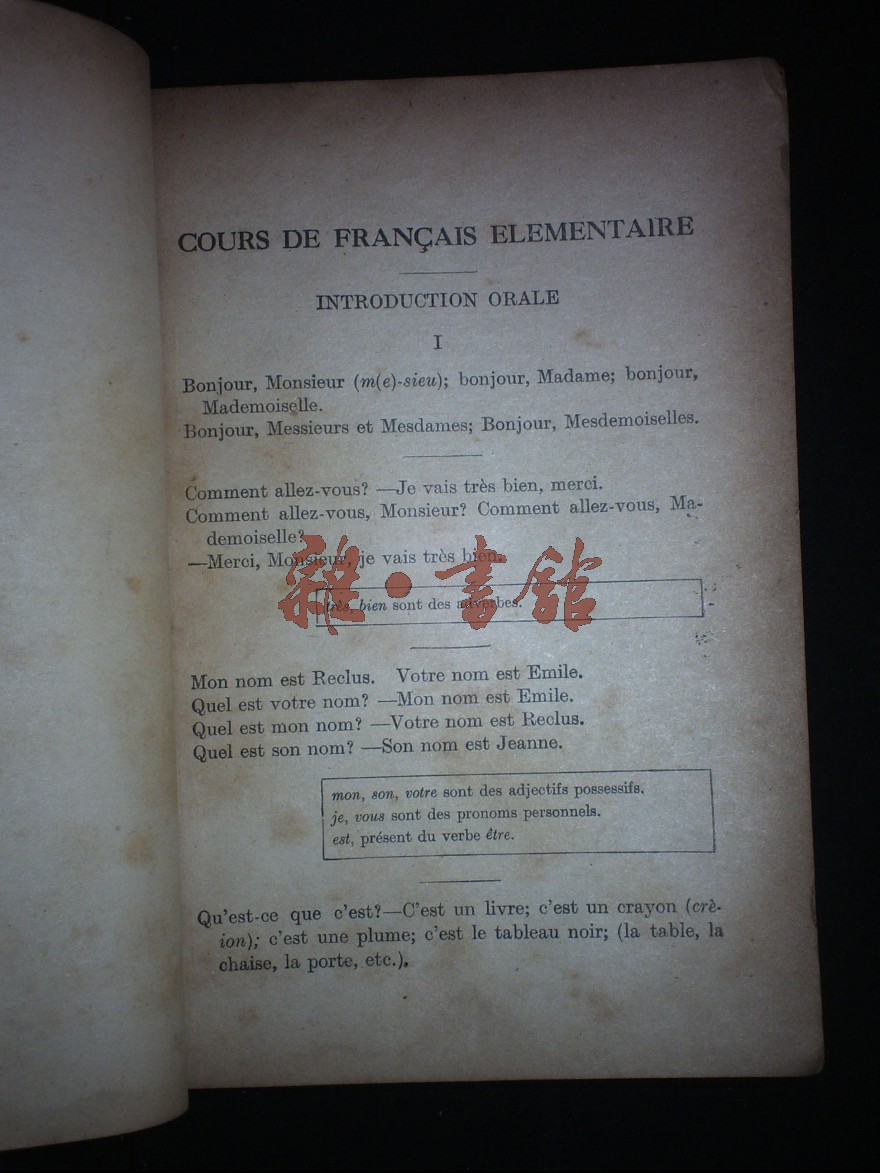 COURS DE FRANÇAIS ELEMENTAIRE
INTRODUCTION ORALE
I
Bonjour, Monsieur (m(e)-sieu); bonjour, Madame; bonjour,
Mademoiselle.
Bonjour, Messieurs et Mesdames; Bonjour, Mesdemoiselles.
Comment allez-vous? —Je vais très bien, merci.
Comment allez-vous, Monsieur? Comment allez-vous, Ma-
demoiselle?
—Merci, Monsieur, je vais très bien.
雜·書館
très, bien sont des adverbes.
Mon nom est Reclus. Votre nom est Emile.
Quel est votre nom? —Mon nom est Emile.
Quel est mon nom? —Votre nom est Reclus.
Quel est son nom? —Son nom est Jeanne.
mon, son, votre sont des adjectifs possessifs.
je, vous sont des pronoms personnels.
est, présent du verbe être.
Qu'est-ce que c'est?—C'est un livre; c'est un crayon (crè-
ion); c'est une plume; c'est le tableau noir; (la table, la
chaise, la porte, etc.).